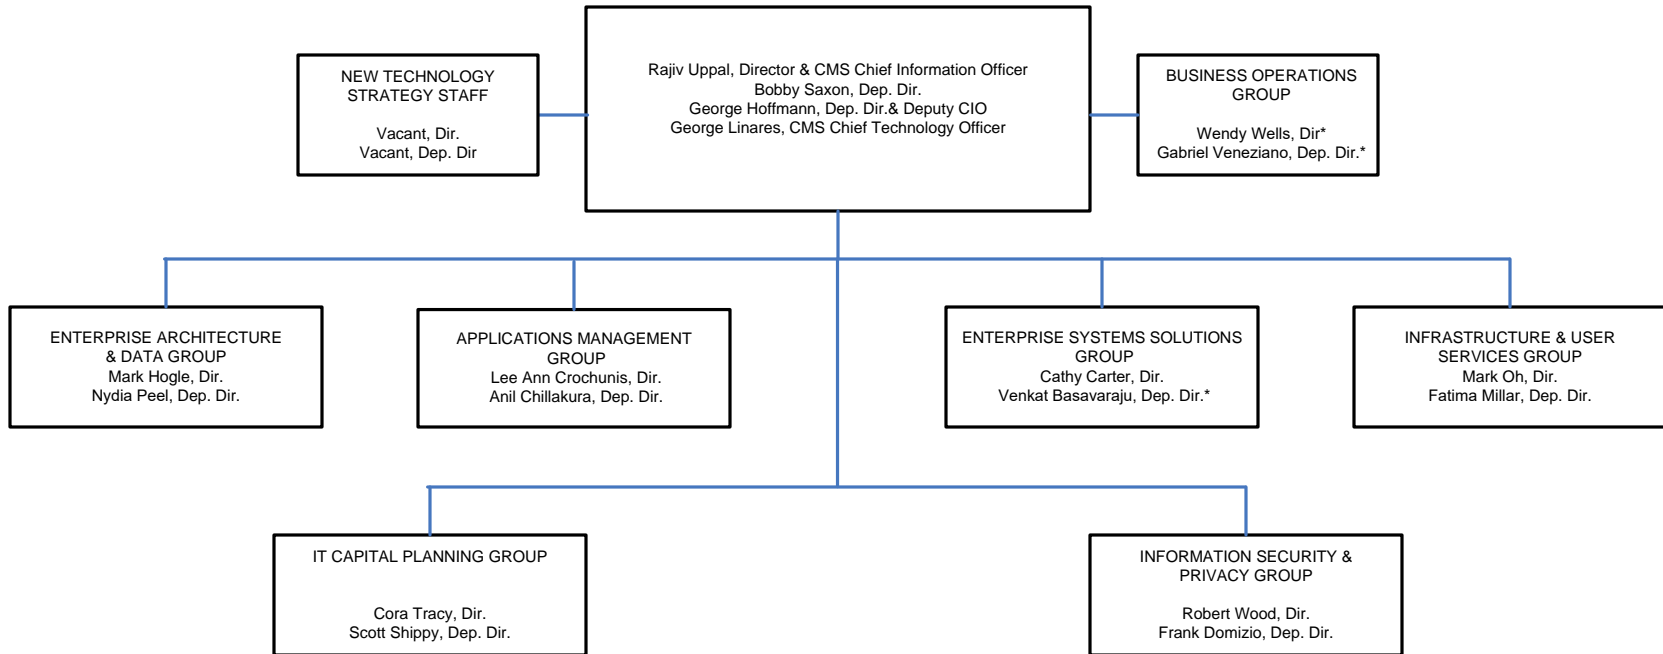 NEW TECHNOLOGY
STRATEGY STAFF
Vacant, Dir.
Vacant, Dep. Dir
Rajiv Uppal, Director & CMS Chief Information Officer
Bobby Saxon, Dep. Dir.
George Hoffmann, Dep. Dir.& Deputy CIO
George Linares, CMS Chief Technology Officer
BUSINESS OPERATIONS
GROUP
Wendy Wells, Dir*
Gabriel Veneziano, Dep. Dir.*
ENTERPRISE ARCHITECTURE
& DATA GROUP
Mark Hogle, Dir.
Nydia Peel, Dep. Dir.
APPLICATIONS MANAGEMENT
GROUP
Lee Ann Crochunis, Dir.
Anil Chillakura, Dep. Dir.
ENTERPRISE SYSTEMS SOLUTIONS
GROUP
Cathy Carter, Dir.
Venkat Basavaraju, Dep. Dir.*
INFRASTRUCTURE & USER
SERVICES GROUP
Mark Oh, Dir.
Fatima Millar, Dep. Dir.
IT CAPITAL PLANNING GROUP
Cora Tracy, Dir.
Scott Shippy, Dep. Dir.
INFORMATION SECURITY &
PRIVACY GROUP
Robert Wood, Dir.
Frank Domizio, Dep. Dir.